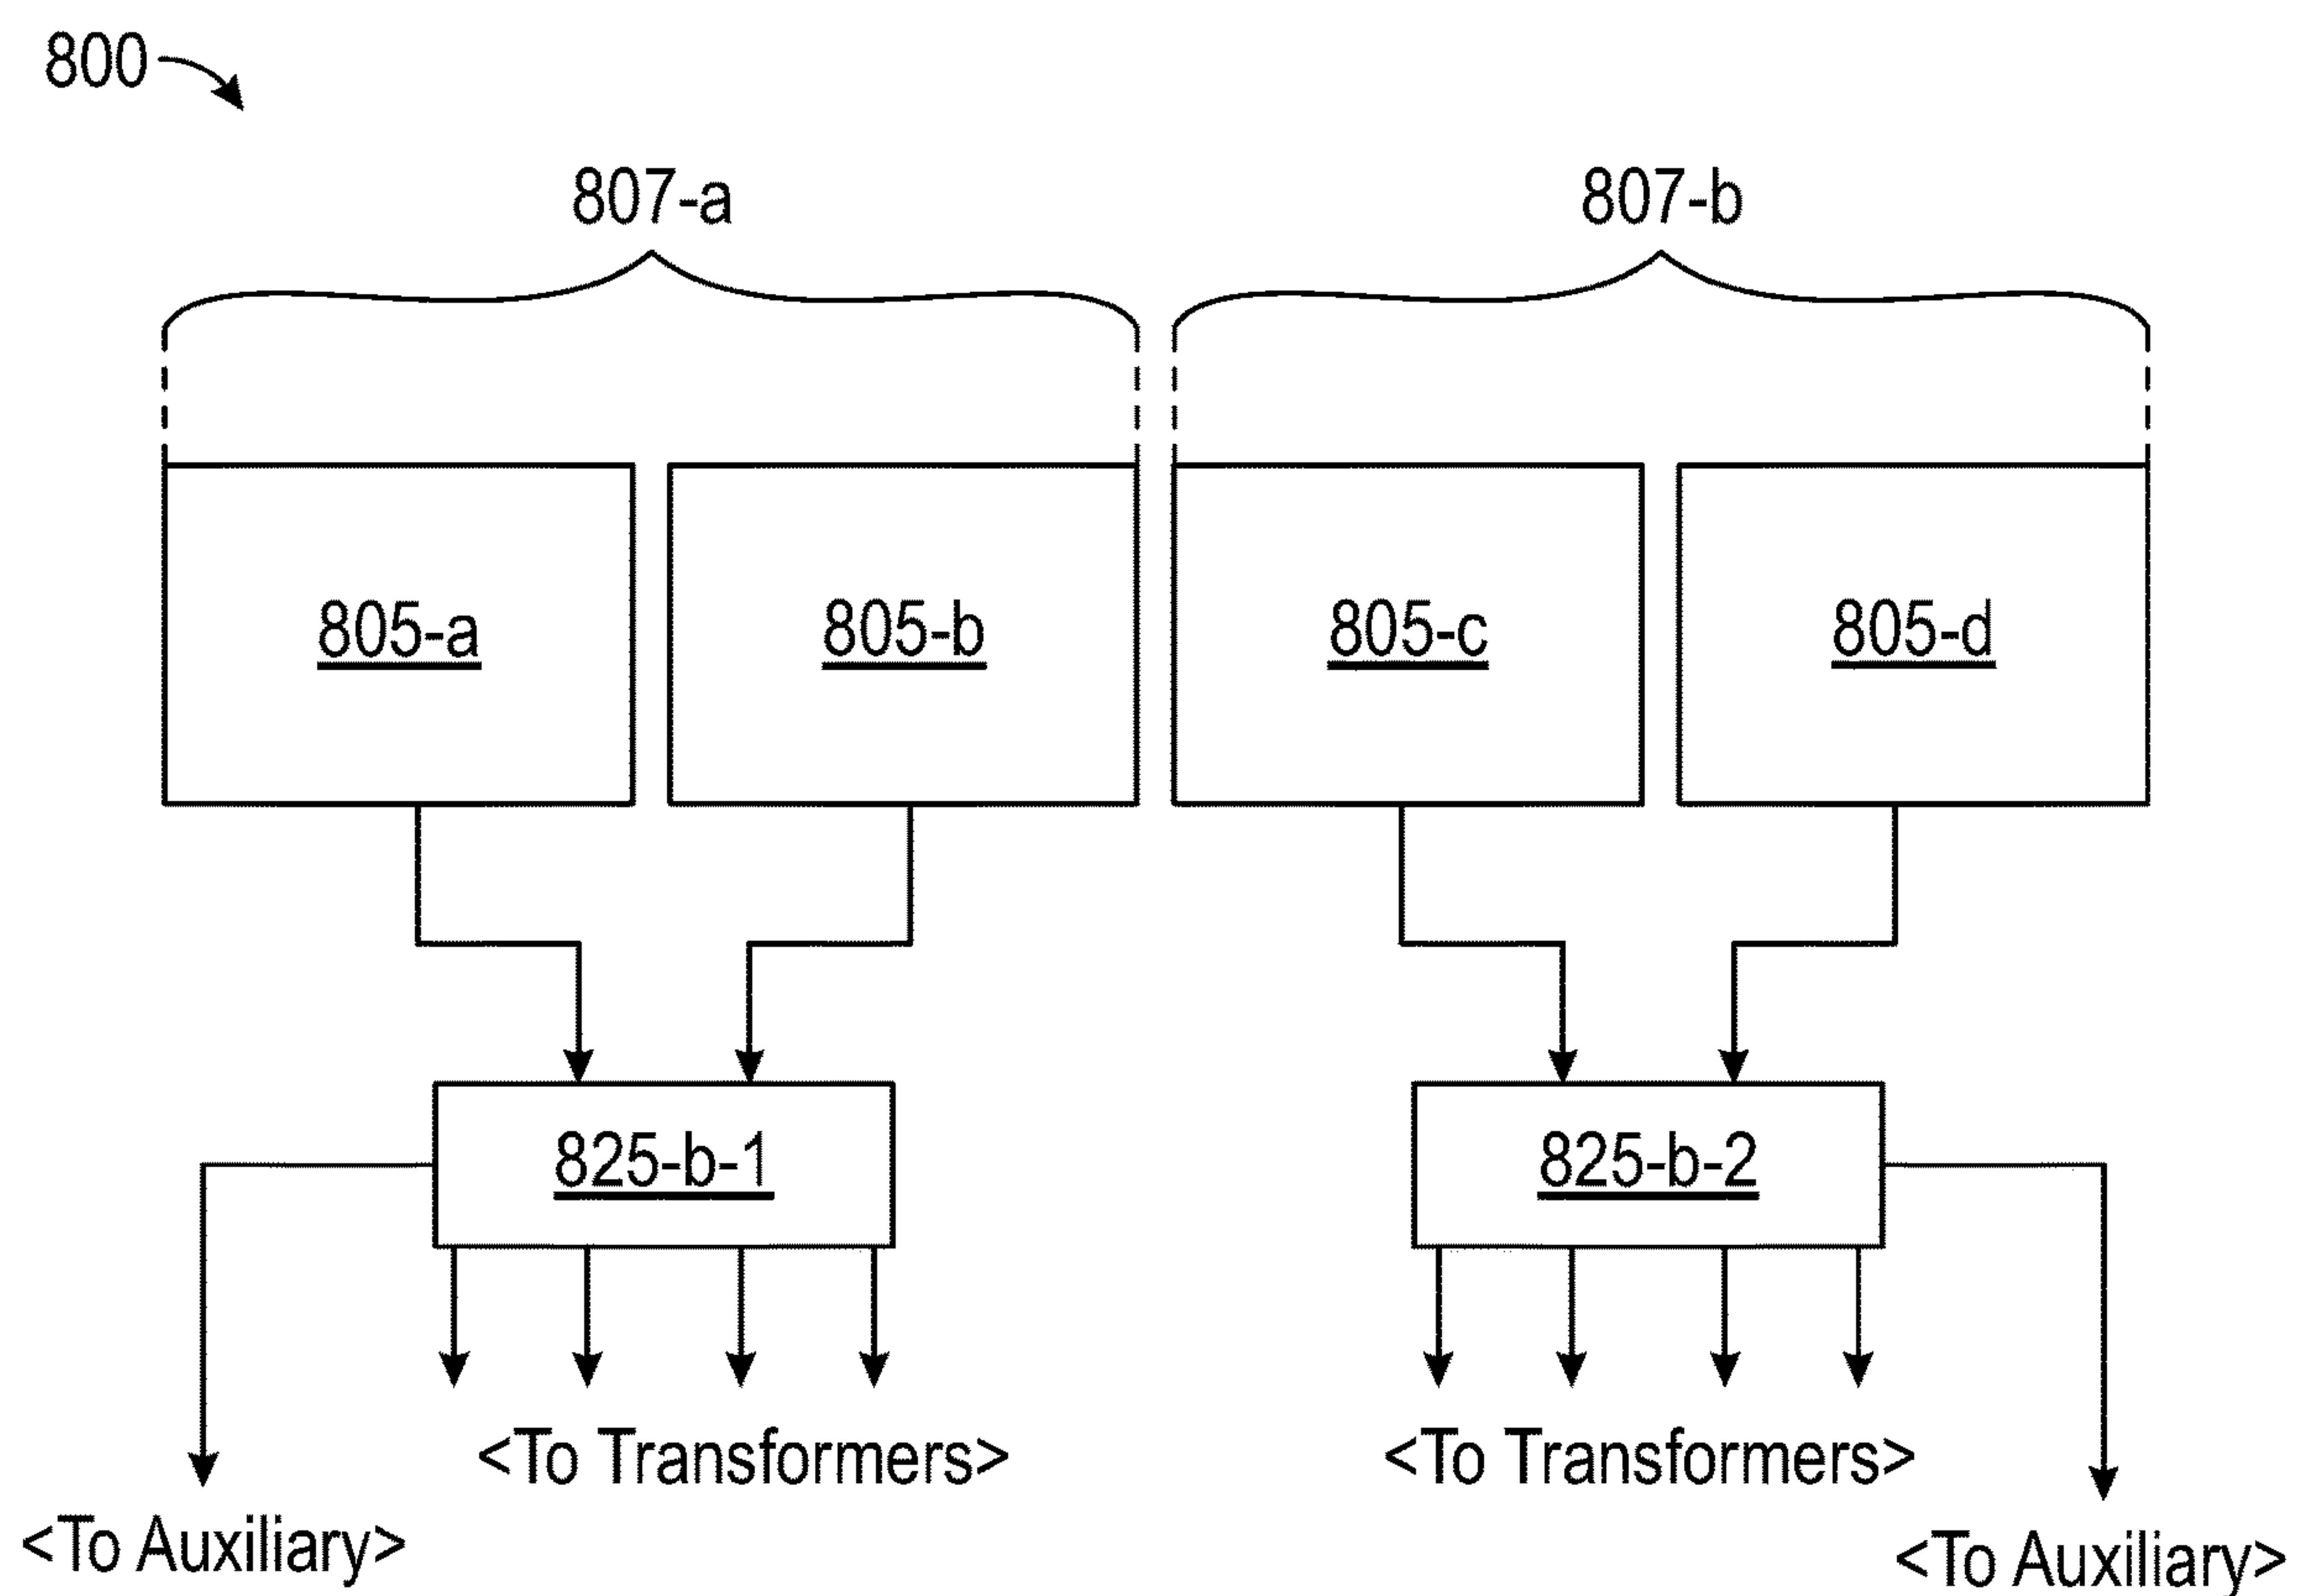 800
807-a 807-b
805-a 805-b 805-c 805-d
825-b-1 825-b-2
<To Transformers> <To Transformers>
<To Auxiliary> <To Auxiliary>